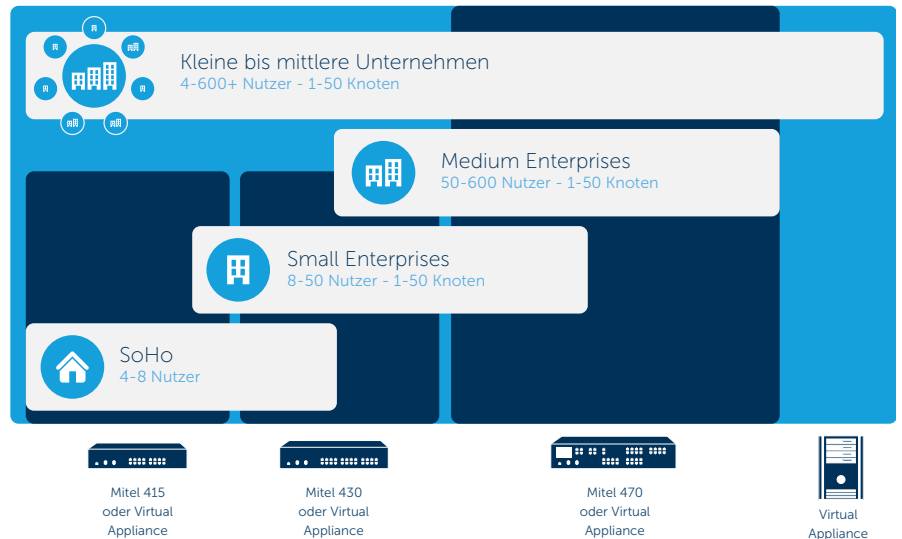 Kleine bis mittlere Unternehmen
4-600+ Nutzer - 1-50 Knoten
Medium Enterprises
50-600 Nutzer - 1-50 Knoten
Small Enterprises
8-50 Nutzer - 1-50 Knoten
SoHo
4-8 Nutzer
Mitel 415
oder Virtual
Appliance
Mitel 430
oder Virtual
Appliance
Mitel 470
oder Virtual
Appliance
Virtual
Appliance